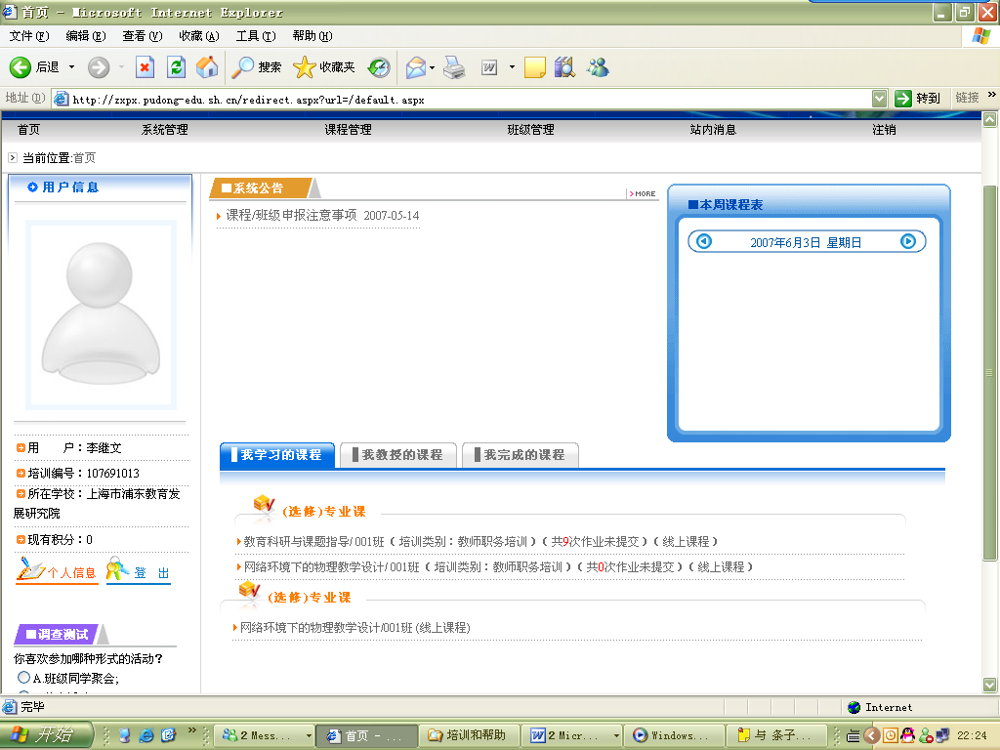 首页 - Microsoft Internet Explorer
文件(F) 编辑(E) 查看(V) 收藏(A) 工具(T) 帮助(H)
后退 搜索 收藏夹
地址(D) http://zxpx.pudong-edu.sh.cn/redirect.aspx?url=/default.aspx 转到 链接 »
首页 系统管理 课程管理 班级管理 站内消息 注销
当前位置:首页
用户信息
系统公告
MORE
课程/班级申报注意事项 2007-05-14
本周课程表
2007年6月3日 星期日
用 户：李继文
培训编号：107691013
所在学校：上海市浦东教育发
展研究院
现有积分：0
个人信息 登 出
我学习的课程 我教授的课程 我完成的课程
(选修)专业课
教育科研与课题指导/001班（培训类别：教师职务培训）（共9次作业未提交）（线上课程）
网络环境下的物理教学设计/001班（培训类别：教师职务培训）（共0次作业未提交）（线上课程）
(选修)专业课
网络环境下的物理教学设计/001班 (线上课程)
调查测试
你喜欢参加哪种形式的活动?
A.班级同学聚会;
完毕 Internet
开始 » 2 Mess... 首页 - ... 培训和帮助 2 Micr... Windows... 与 条子... 22:24